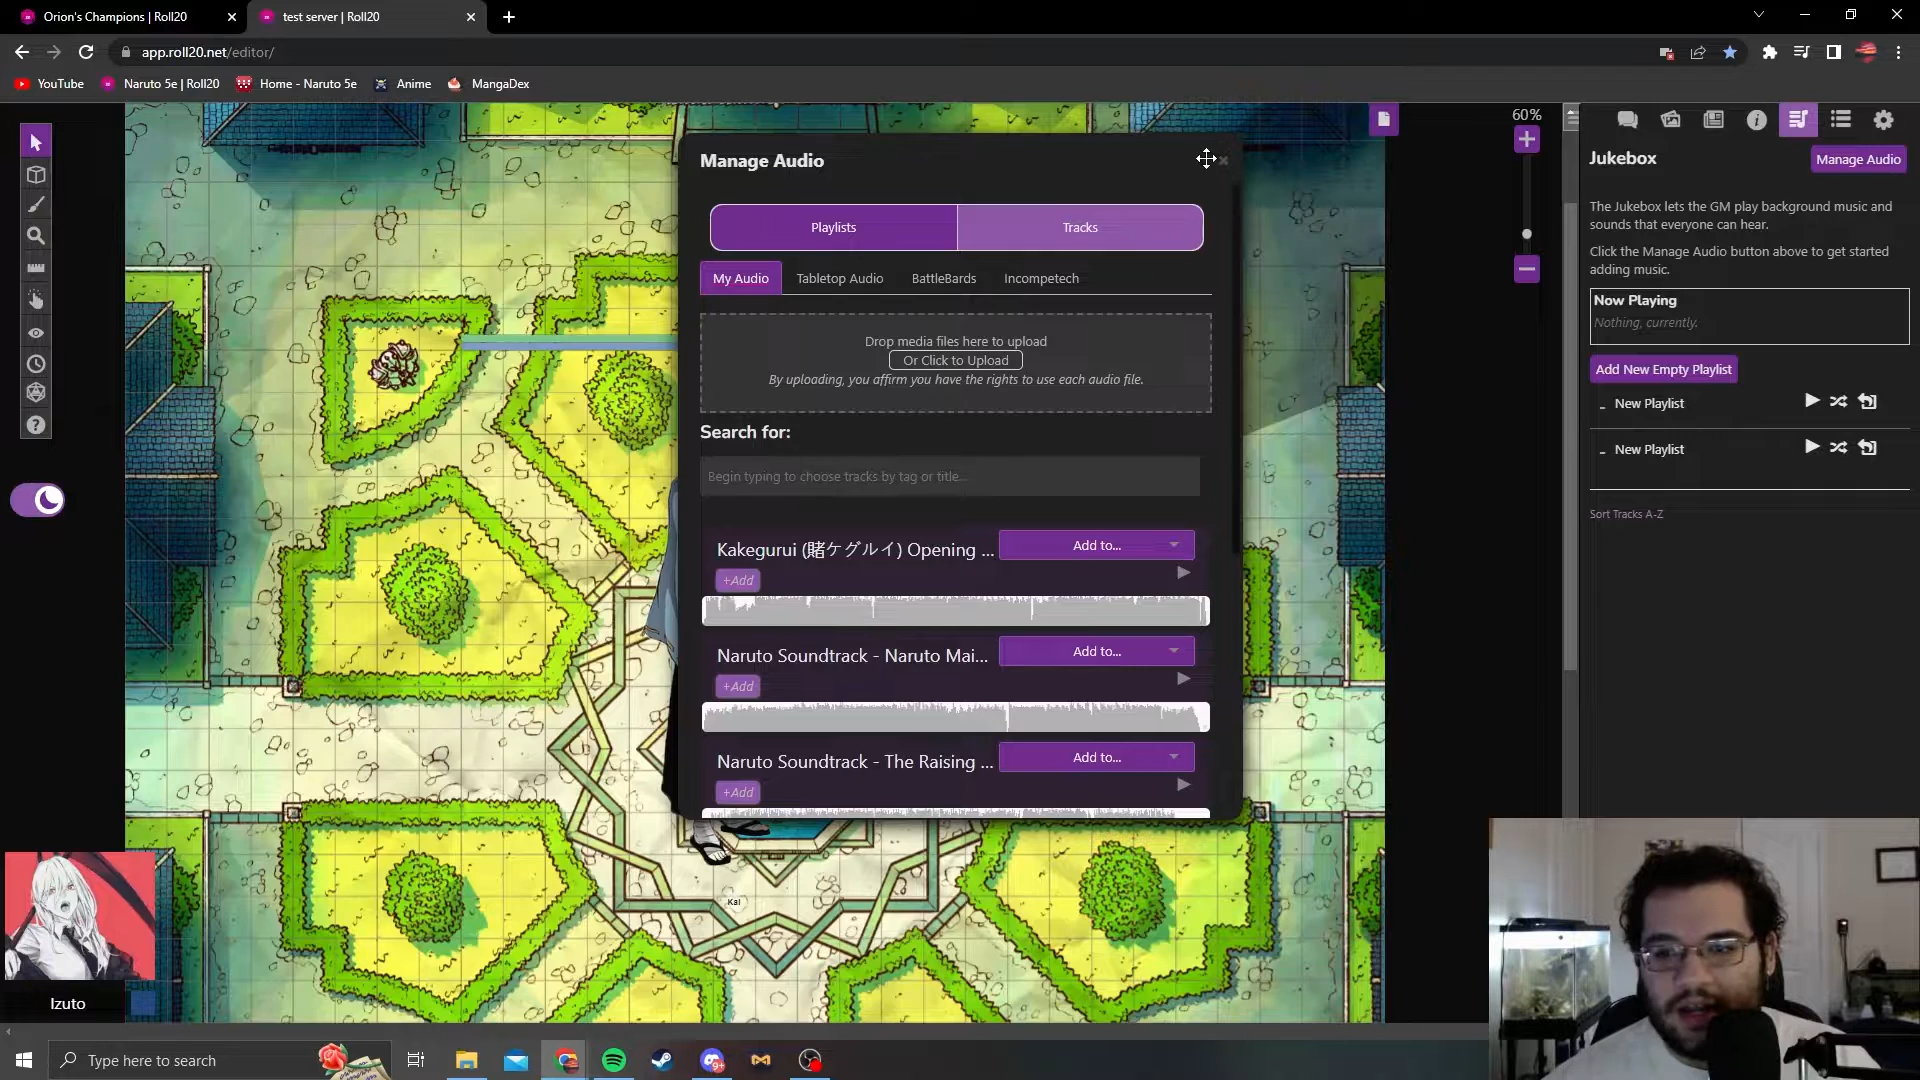 Orion's Champions | Roll20
test server | Roll20
app.roll20.net/editor/
YouTube
Naruto 5e | Roll20
Home - Naruto 5e
Anime
MangaDex
60%
Manage Audio
Playlists
Tracks
My Audio
Tabletop Audio
BattleBards
Incompetech
Drop media files here to upload
Or Click to Upload
By uploading, you affirm you have the rights to use each audio file.
Search for:
Begin typing to choose tracks by tag or title...
Kakegurui (賭ケグルイ) Opening ...
Add to...
+Add
Naruto Soundtrack - Naruto Mai...
Add to...
+Add
Naruto Soundtrack - The Raising ...
Add to...
+Add
Kai
Jukebox
Manage Audio
The Jukebox lets the GM play background music and
sounds that everyone can hear.
Click the Manage Audio button above to get started
adding music.
Now Playing
Nothing, currently.
Add New Empty Playlist
New Playlist
New Playlist
Sort Tracks A-Z
Izuto
Type here to search
9+